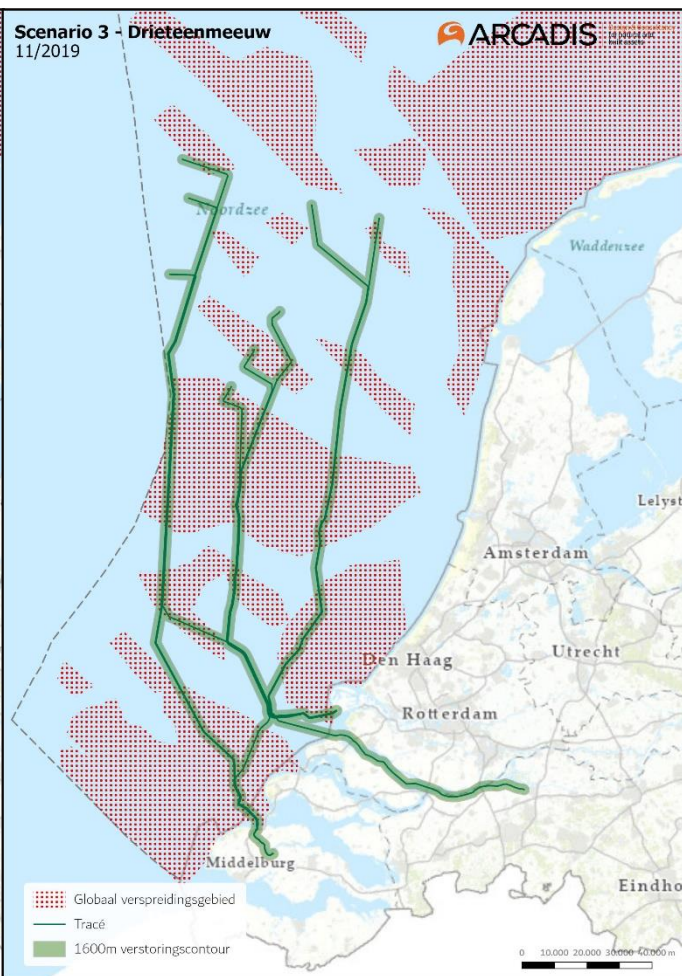 Scenario 3 - Drieteenmeeuw
11/2019
ARCADIS
Noordzee
Waddenzee
Lelyst
Amsterdam
Utrecht
Den Haag
Rotterdam
Middelburg
Eindho
Globaal verspreidingsgebied
Tracé
1600m verstoringscontour
0 10.000 20.000 30.000 40.000 m